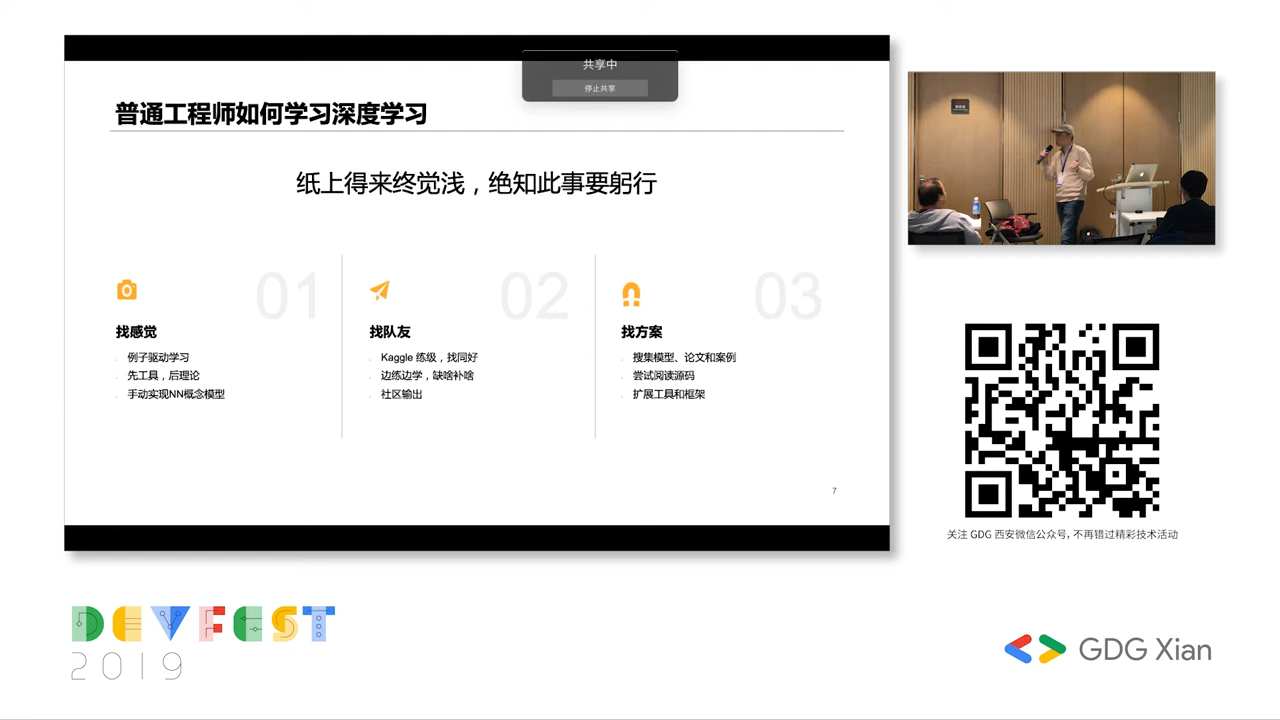 共享中
停止共享
普通工程师如何学习深度学习
纸上得来终觉浅，绝知此事要躬行
01
找感觉
例子驱动学习
先工具，后理论
手动实现NN概念模型
02
找队友
Kaggle 练级，找同好
边练边学，缺啥补啥
社区输出
03
找方案
搜集模型、论文和案例
尝试阅读源码
扩展工具和框架
7
关注 GDG 西安微信公众号, 不再错过精彩技术活动
DEVFEST
2019
GDG Xian